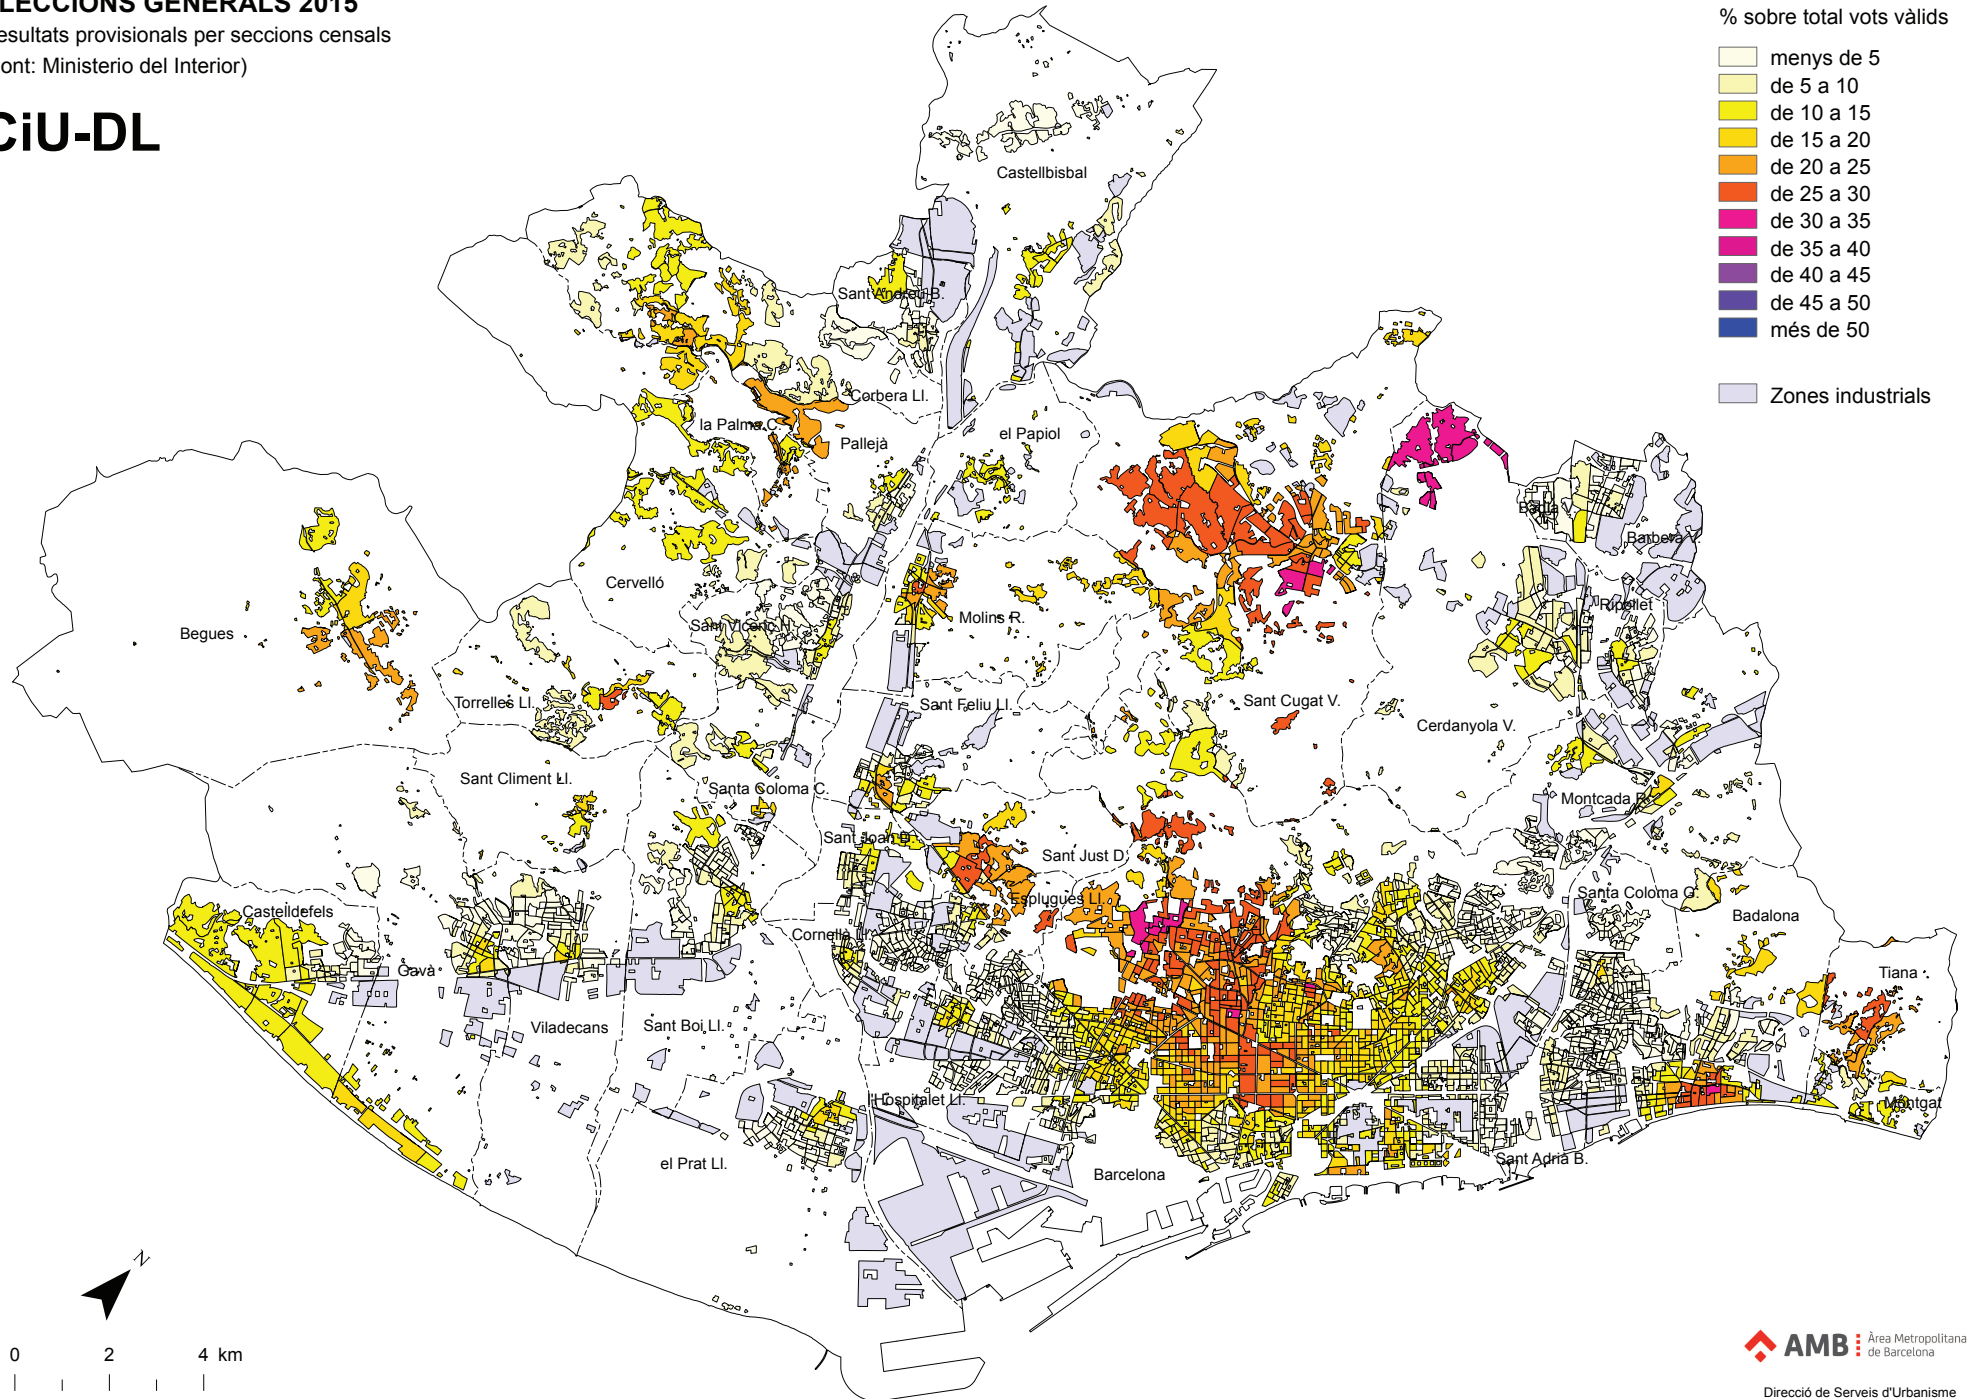 LECCIONS GENERALS 2015
esultats provisionals per seccions censals
ont: Ministerio del Interior)
CiU-DL
% sobre total vots vàlids
menys de 5
de 5 a 10
de 10 a 15
de 15 a 20
de 20 a 25
de 25 a 30
de 30 a 35
de 35 a 40
de 40 a 45
de 45 a 50
més de 50
Zones industrials
Castellbisbal
Sant Andreu B.
Corbera Ll.
la Palma C.
Pallejà
el Papiol
Badia V.
Barberà V.
Cervelló
Ripollet
Begues
Sant Vicenç H.
Molins R.
Torrelles Ll.
Sant Feliu Ll.
Sant Cugat V.
Cerdanyola V.
Sant Climent Ll.
Santa Coloma C.
Montcada R.
Sant Joan D.
Sant Just D.
Esplugues Ll.
Santa Coloma G.
Castelldefels
Badalona
Cornellà Ll.
Gavà
Tiana
Viladecans
Sant Boi Ll.
l'Hospitalet Ll.
Montgat
el Prat Ll.
Barcelona
Sant Adrià B.
N
0 2 4 km
AMB Àrea Metropolitana
de Barcelona
Direcció de Serveis d'Urbanisme